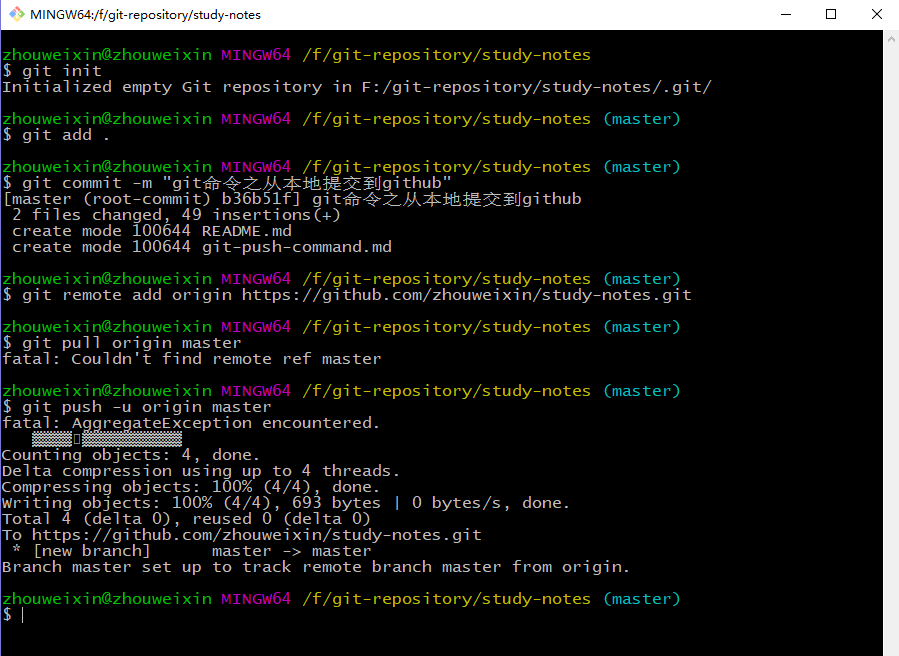 MINGW64:/f/git-repository/study-notes
zhouweixin@zhouweixin MINGW64 /f/git-repository/study-notes
$ git init
Initialized empty Git repository in F:/git-repository/study-notes/.git/
zhouweixin@zhouweixin MINGW64 /f/git-repository/study-notes (master)
$ git add .
zhouweixin@zhouweixin MINGW64 /f/git-repository/study-notes (master)
$ git commit -m "git命令之从本地提交到github"
[master (root-commit) b36b51f] git命令之从本地提交到github
 2 files changed, 49 insertions(+)
 create mode 100644 README.md
 create mode 100644 git-push-command.md
zhouweixin@zhouweixin MINGW64 /f/git-repository/study-notes (master)
$ git remote add origin https://github.com/zhouweixin/study-notes.git
zhouweixin@zhouweixin MINGW64 /f/git-repository/study-notes (master)
$ git pull origin master
fatal: Couldn't find remote ref master
zhouweixin@zhouweixin MINGW64 /f/git-repository/study-notes (master)
$ git push -u origin master
fatal: AggregateException encountered.
Counting objects: 4, done.
Delta compression using up to 4 threads.
Compressing objects: 100% (4/4), done.
Writing objects: 100% (4/4), 693 bytes | 0 bytes/s, done.
Total 4 (delta 0), reused 0 (delta 0)
To https://github.com/zhouweixin/study-notes.git
 * [new branch]      master -> master
Branch master set up to track remote branch master from origin.
zhouweixin@zhouweixin MINGW64 /f/git-repository/study-notes (master)
$